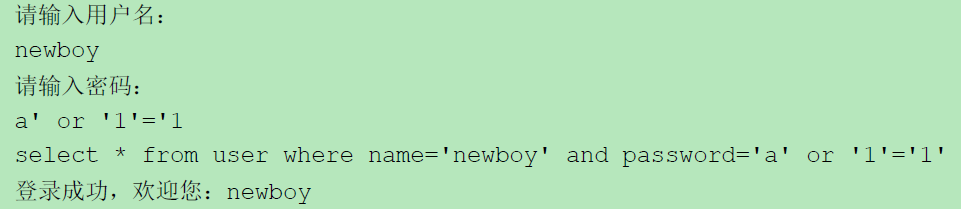 请输入用户名：
newboy
请输入密码：
a' or '1'='1
select * from user where name='newboy' and password='a' or '1'='1'
登录成功，欢迎您：newboy